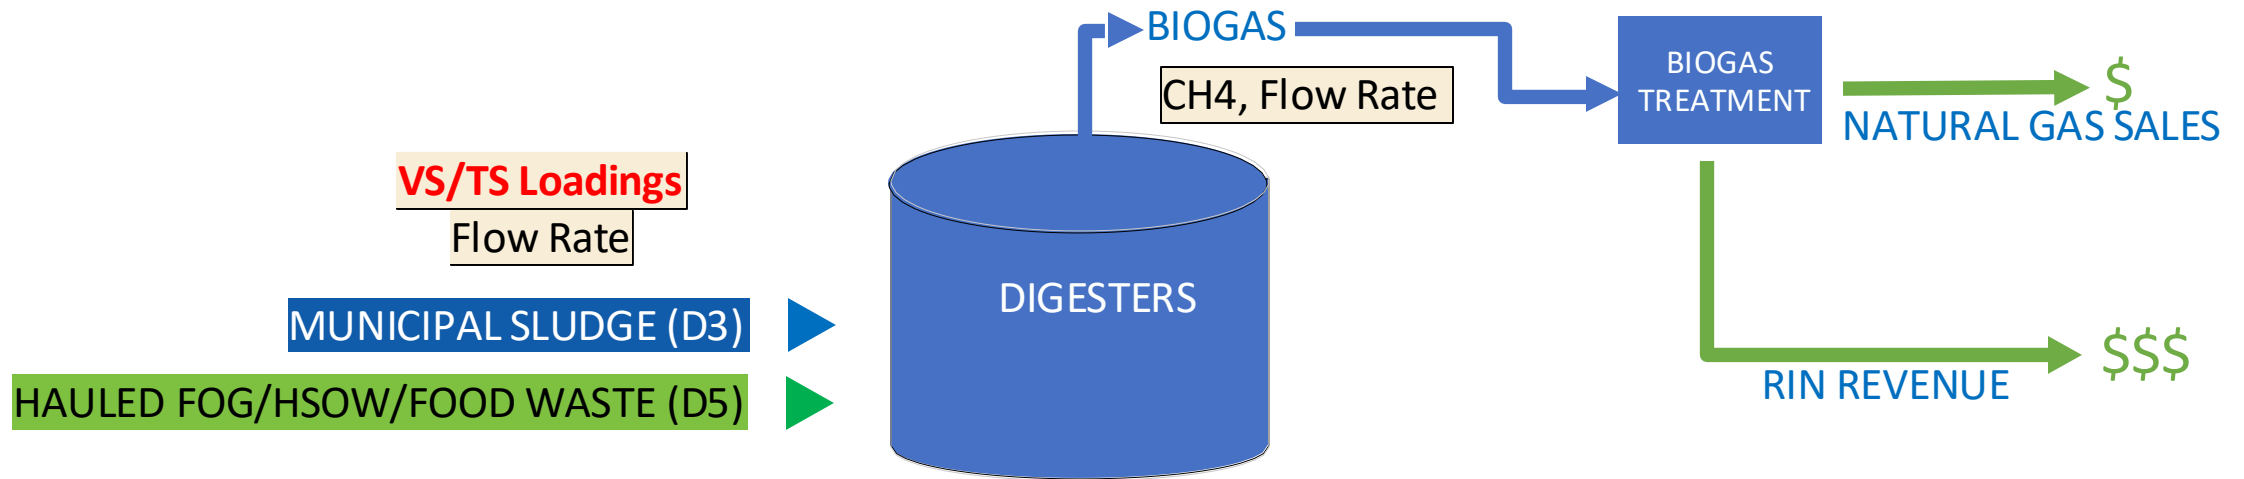 BIOGAS
CH4, Flow Rate
BIOGAS
TREATMENT
$
NATURAL GAS SALES
VS/TS Loadings
Flow Rate
DIGESTERS
MUNICIPAL SLUDGE (D3)
HAULED FOG/HSOW/FOOD WASTE (D5)
$$$
RIN REVENUE